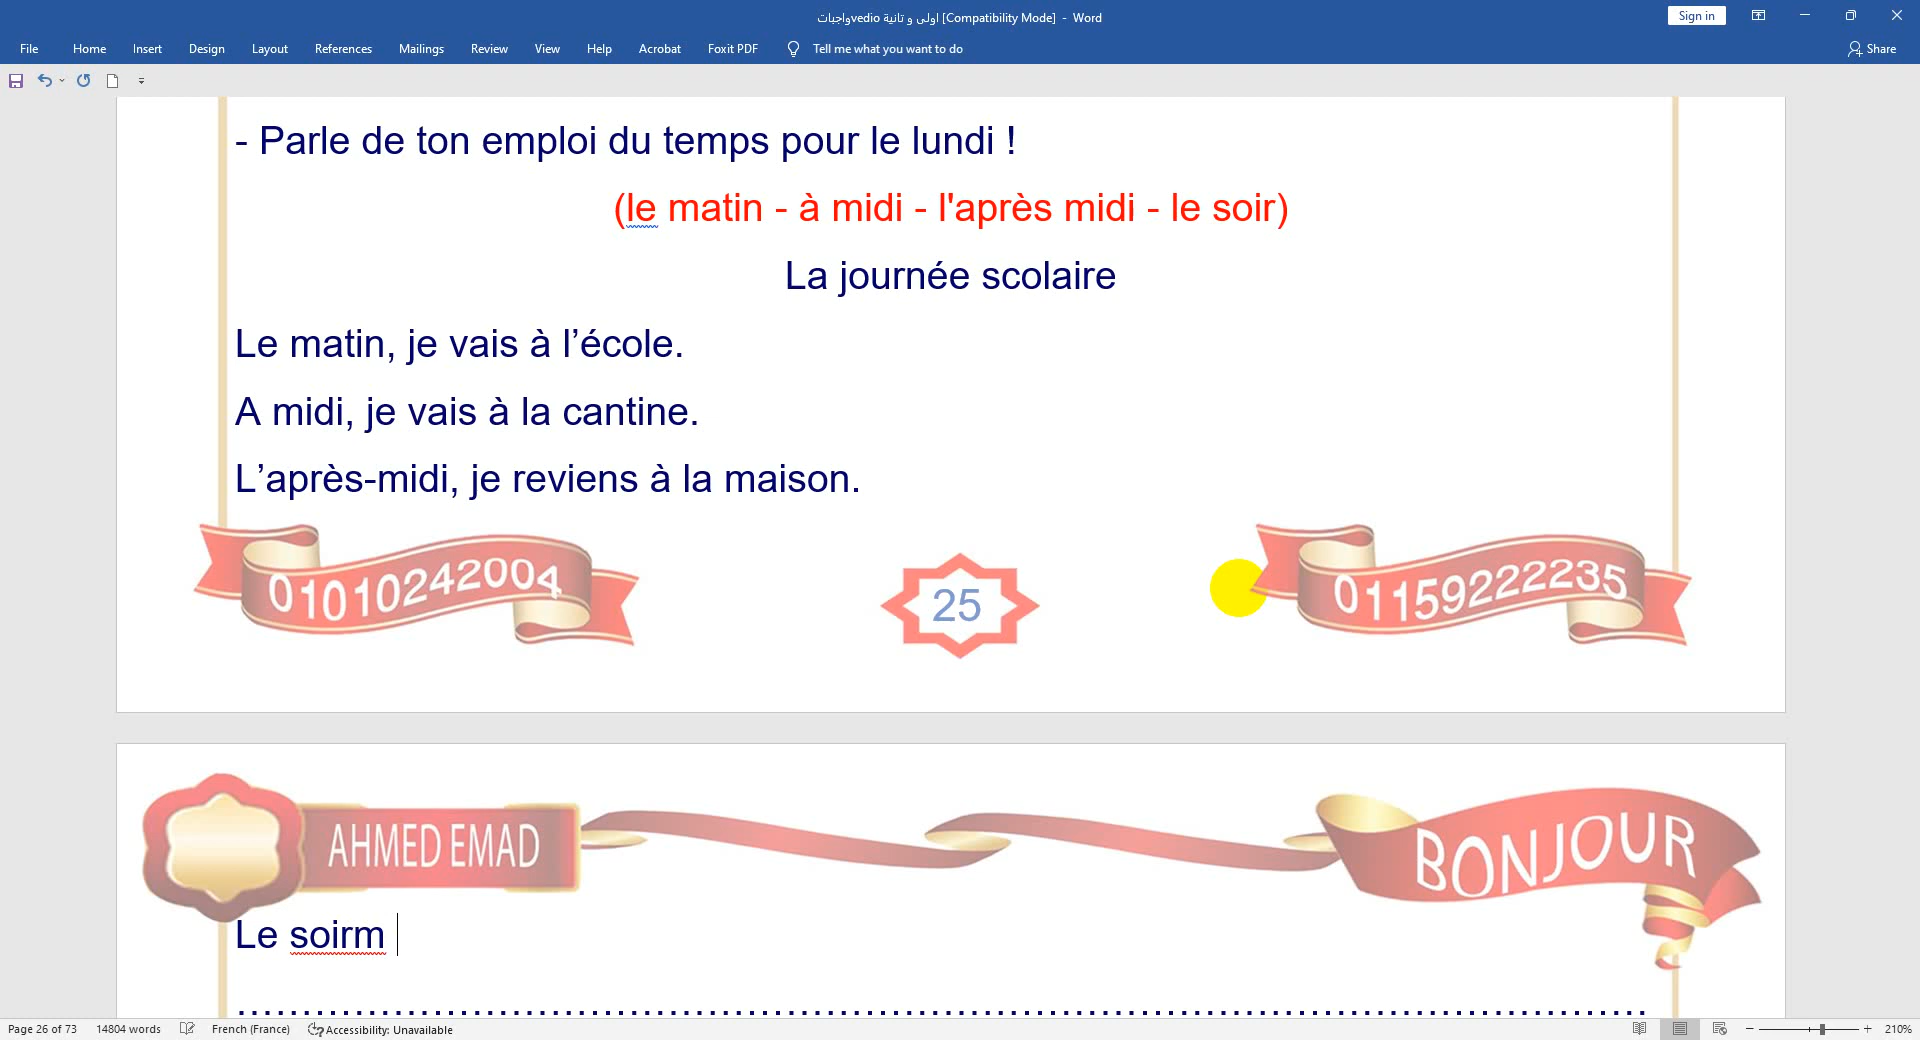 واجباتvedio اولى و تانية [Compatibility Mode] - Word
Sign in
File Home Insert Design Layout References Mailings Review View Help Acrobat Foxit PDF Tell me what you want to do Share
- Parle de ton emploi du temps pour le lundi !
(le matin - à midi - l'après midi - le soir)
La journée scolaire
Le matin, je vais à l’école.
A midi, je vais à la cantine.
L’après-midi, je reviens à la maison.
01010242004
25
01159222235
AHMED EMAD
BONJOUR
Le soirm
Page 26 of 73 14804 words French (France) Accessibility: Unavailable 210%